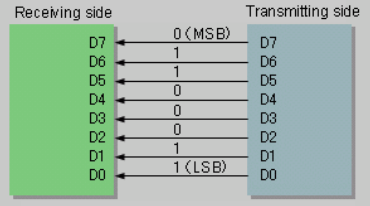 Receiving side Transmitting side
D7 0 (MSB) D7
D6 1 D6
D5 1 D5
D4 0 D4
D3 0 D3
D2 0 D2
D1 1 D1
D0 1 (LSB) D0